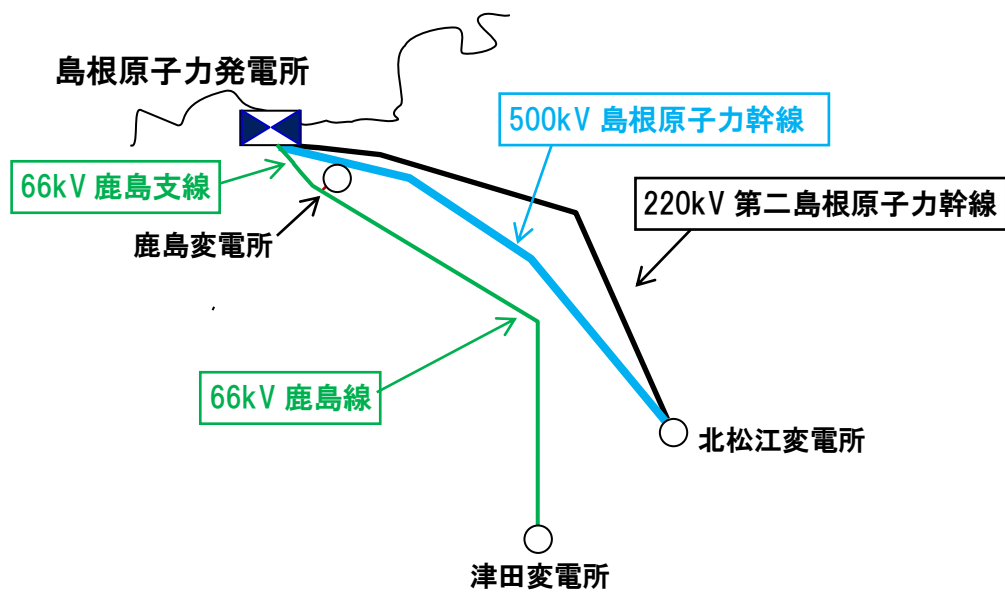 島根原子力発電所
500kV 島根原子力幹線
66kV 鹿島支線
220kV 第二島根原子力幹線
鹿島変電所
66kV 鹿島線
北松江変電所
津田変電所